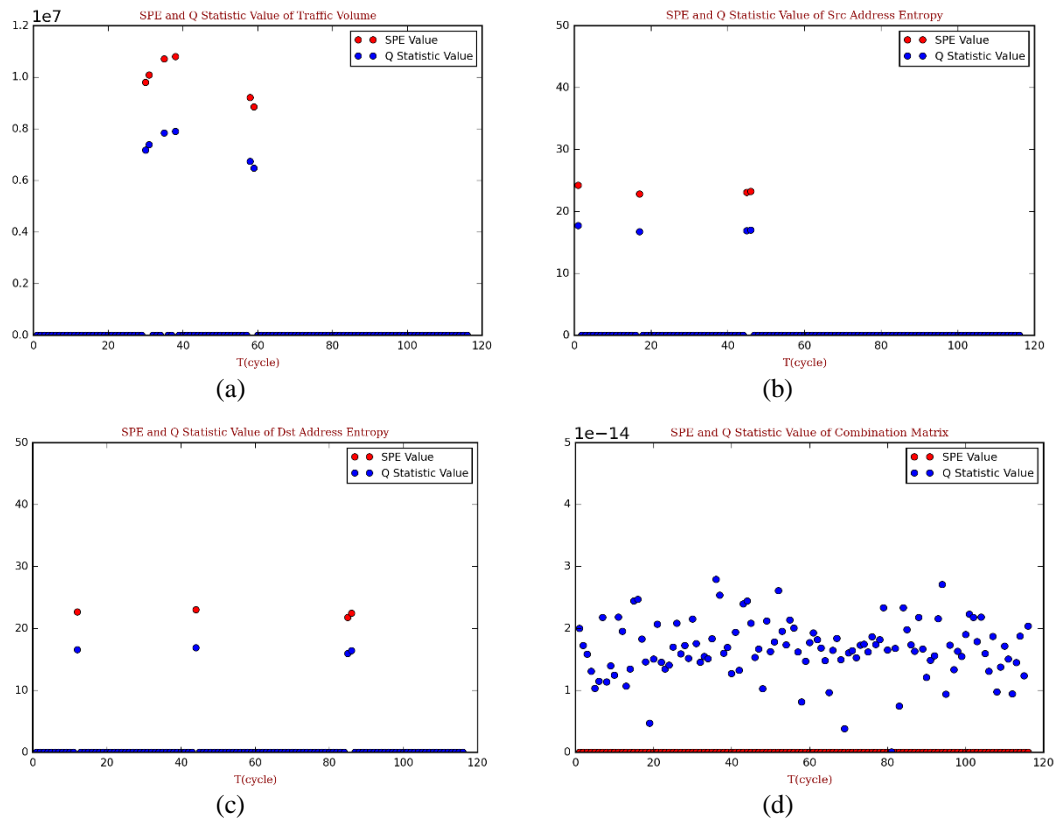 SPE and Q Statistic Value of Traffic Volume
1e7
1.2
1.0
0.8
0.6
0.4
0.2
0.0
0 20 40 60 80 100 120
SPE Value
Q Statistic Value
T(cycle)
(a)
SPE and Q Statistic Value of Src Address Entropy
50
40
30
20
10
0
0 20 40 60 80 100 120
SPE Value
Q Statistic Value
T(cycle)
(b)
SPE and Q Statistic Value of Dst Address Entropy
50
40
30
20
10
0
0 20 40 60 80 100 120
SPE Value
Q Statistic Value
T(cycle)
(c)
SPE and Q Statistic Value of Combination Matrix
1e−14
5
4
3
2
1
0
0 20 40 60 80 100 120
SPE Value
Q Statistic Value
T(cycle)
(d)